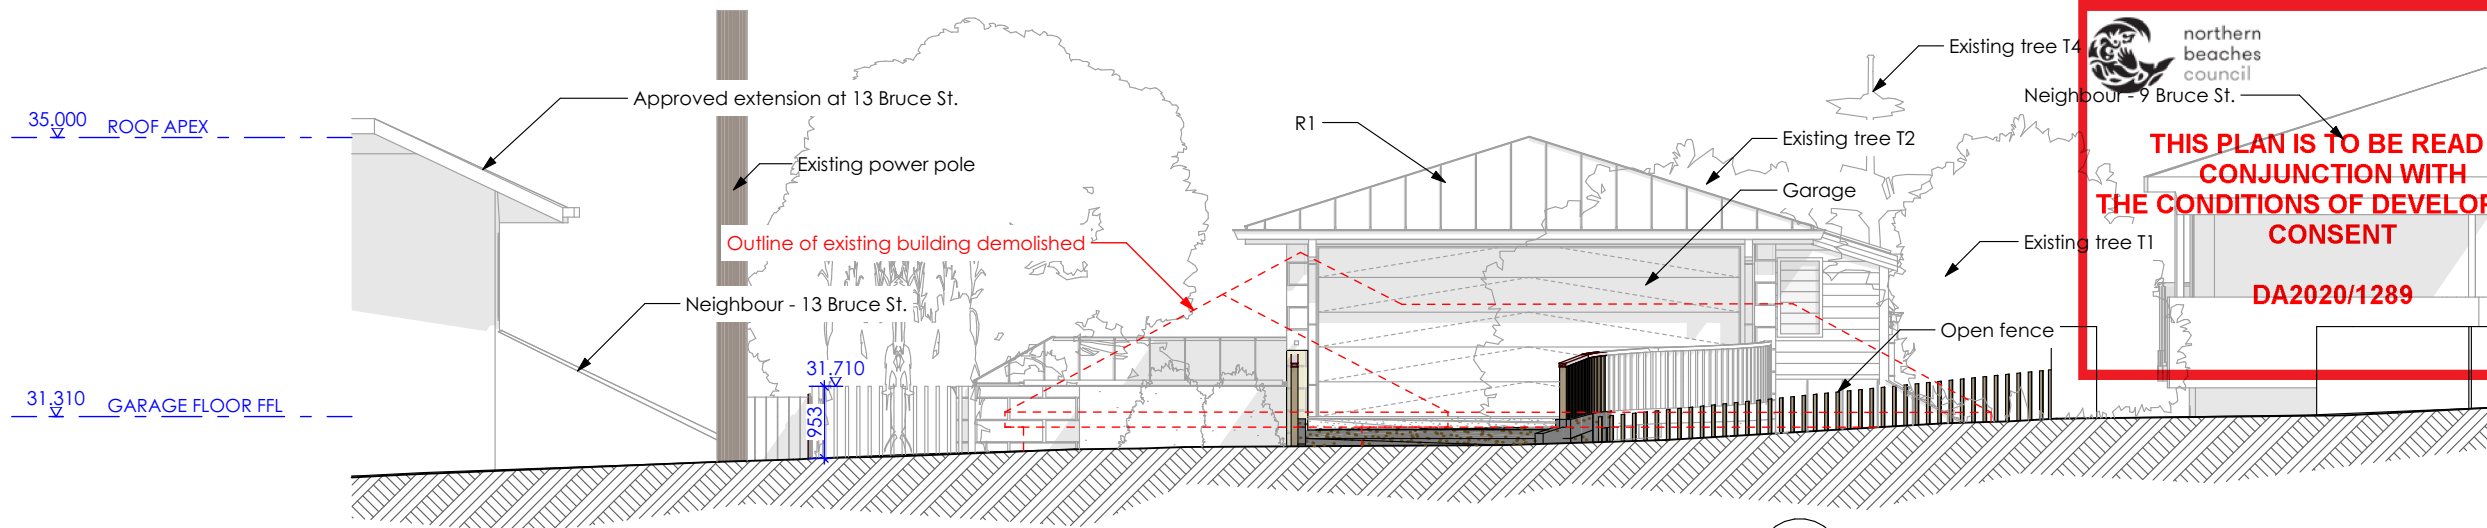 northern
beaches
council
Existing tree T4
Neighbour - 9 Bruce St.
Approved extension at 13 Bruce St.
35.000
ROOF APEX
R1
Existing tree T2
THIS PLAN IS TO BE READ
CONJUNCTION WITH
THE CONDITIONS OF DEVELOP
CONSENT
DA2020/1289
Existing power pole
Garage
Outline of existing building demolished
Existing tree T1
Neighbour - 13 Bruce St.
Open fence
31.710
953
31.310
GARAGE FLOOR FFL